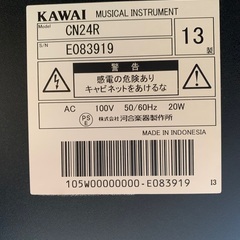 KAWAI MUSICAL INSTRUMENT
Model CN24R
S/N E083919
13 製
警告
感電の危険あり
キャビネットをあけるな
AC 100V 50/60Hz 20W
PSE
株式会社 河合楽器製作所
MADE IN INDONESIA
105W00000000-E083919
13